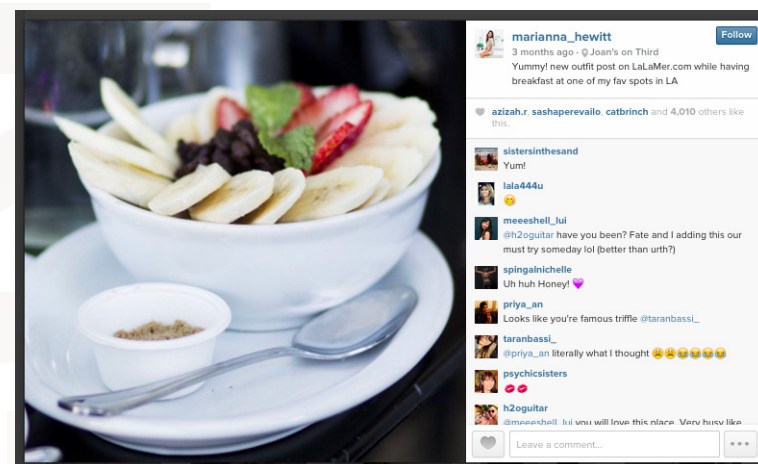 marianna_hewitt
Follow
3 months ago · Joan's on Third
Yummy! new outfit post on LaLaMer.com while having
breakfast at one of my fav spots in LA
azizah.r, sashaperevailo, catbrinch and 4,010 others like
this.
sistersinthesand
Yum!
lala444u
😋
meeeshell_lui
@h2oguitar have you been? Fate and I adding this our
must try someday lol (better than urth?)
spingalnichelle
Uh huh Honey! 💜
priya_an
Looks like you're famous triffle @taranbassi_
taranbassi_
@priya_an literally what I thought 😩😩😂😂😂😂
psychicsisters
💋💋
h2oguitar
@meeeshell_lui you will love this place. Very busy like
Leave a comment...